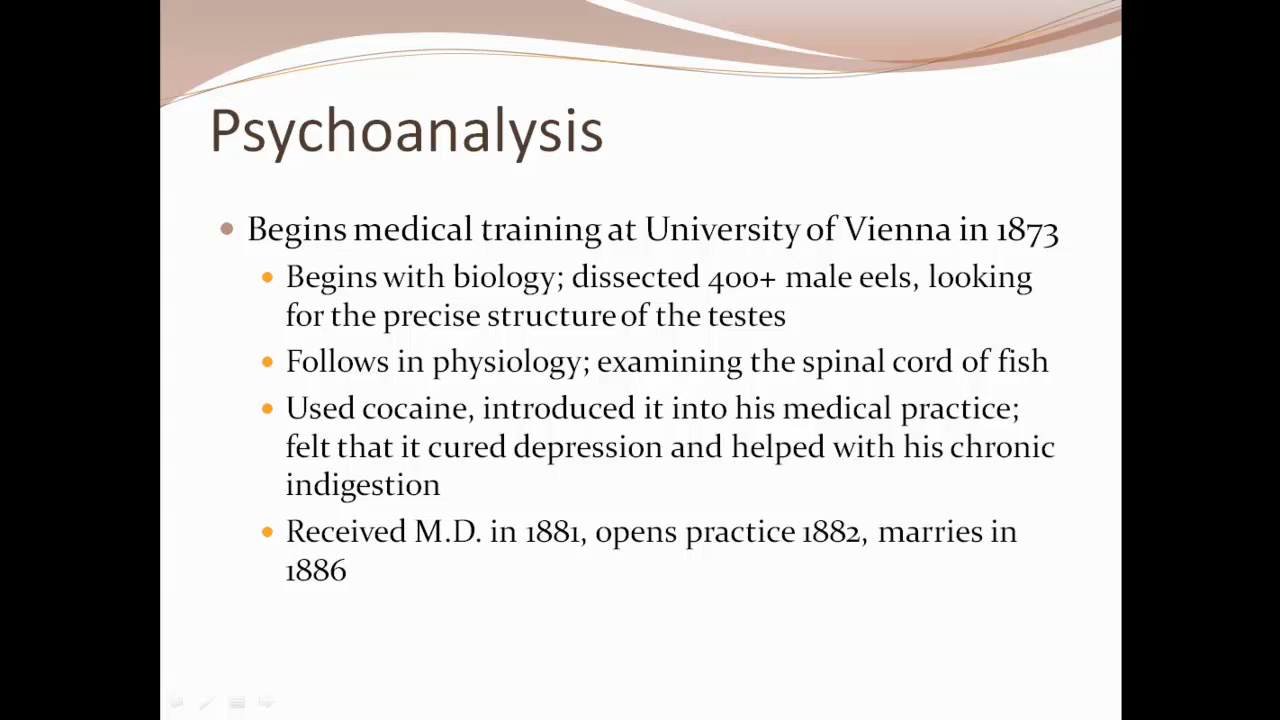 Psychoanalysis
Begins medical training at University of Vienna in 1873
Begins with biology; dissected 400+ male eels, looking
for the precise structure of the testes
Follows in physiology; examining the spinal cord of fish
Used cocaine, introduced it into his medical practice;
felt that it cured depression and helped with his chronic
indigestion
Received M.D. in 1881, opens practice 1882, marries in
1886